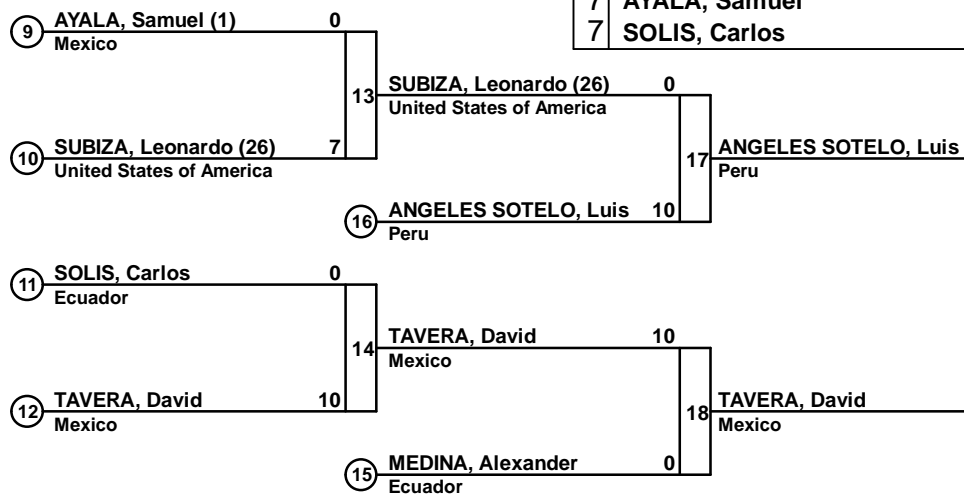 7 AYALA, Samuel
7 SOLIS, Carlos
9 AYALA, Samuel (1) 0
Mexico
13 SUBIZA, Leonardo (26) 0
United States of America
10 SUBIZA, Leonardo (26) 7
United States of America
17 ANGELES SOTELO, Luis
Peru
16 ANGELES SOTELO, Luis 10
Peru
11 SOLIS, Carlos 0
Ecuador
14 TAVERA, David 10
Mexico
12 TAVERA, David 10
Mexico
18 TAVERA, David
Mexico
15 MEDINA, Alexander 0
Ecuador